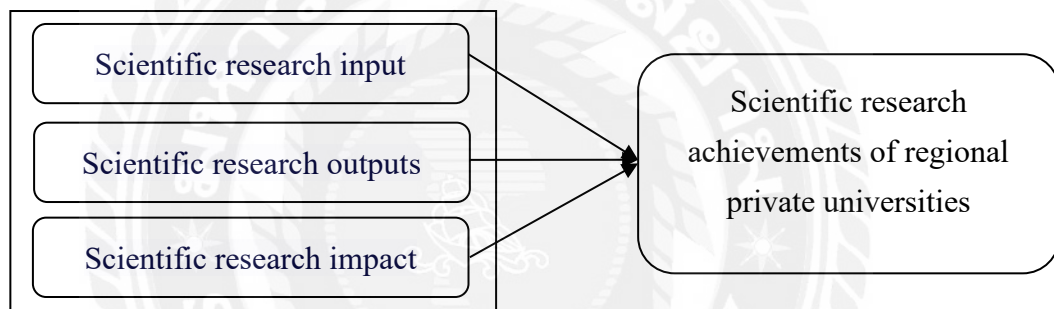 Scientific research input
Scientific research outputs
Scientific research impact
Scientific research
achievements of regional
private universities